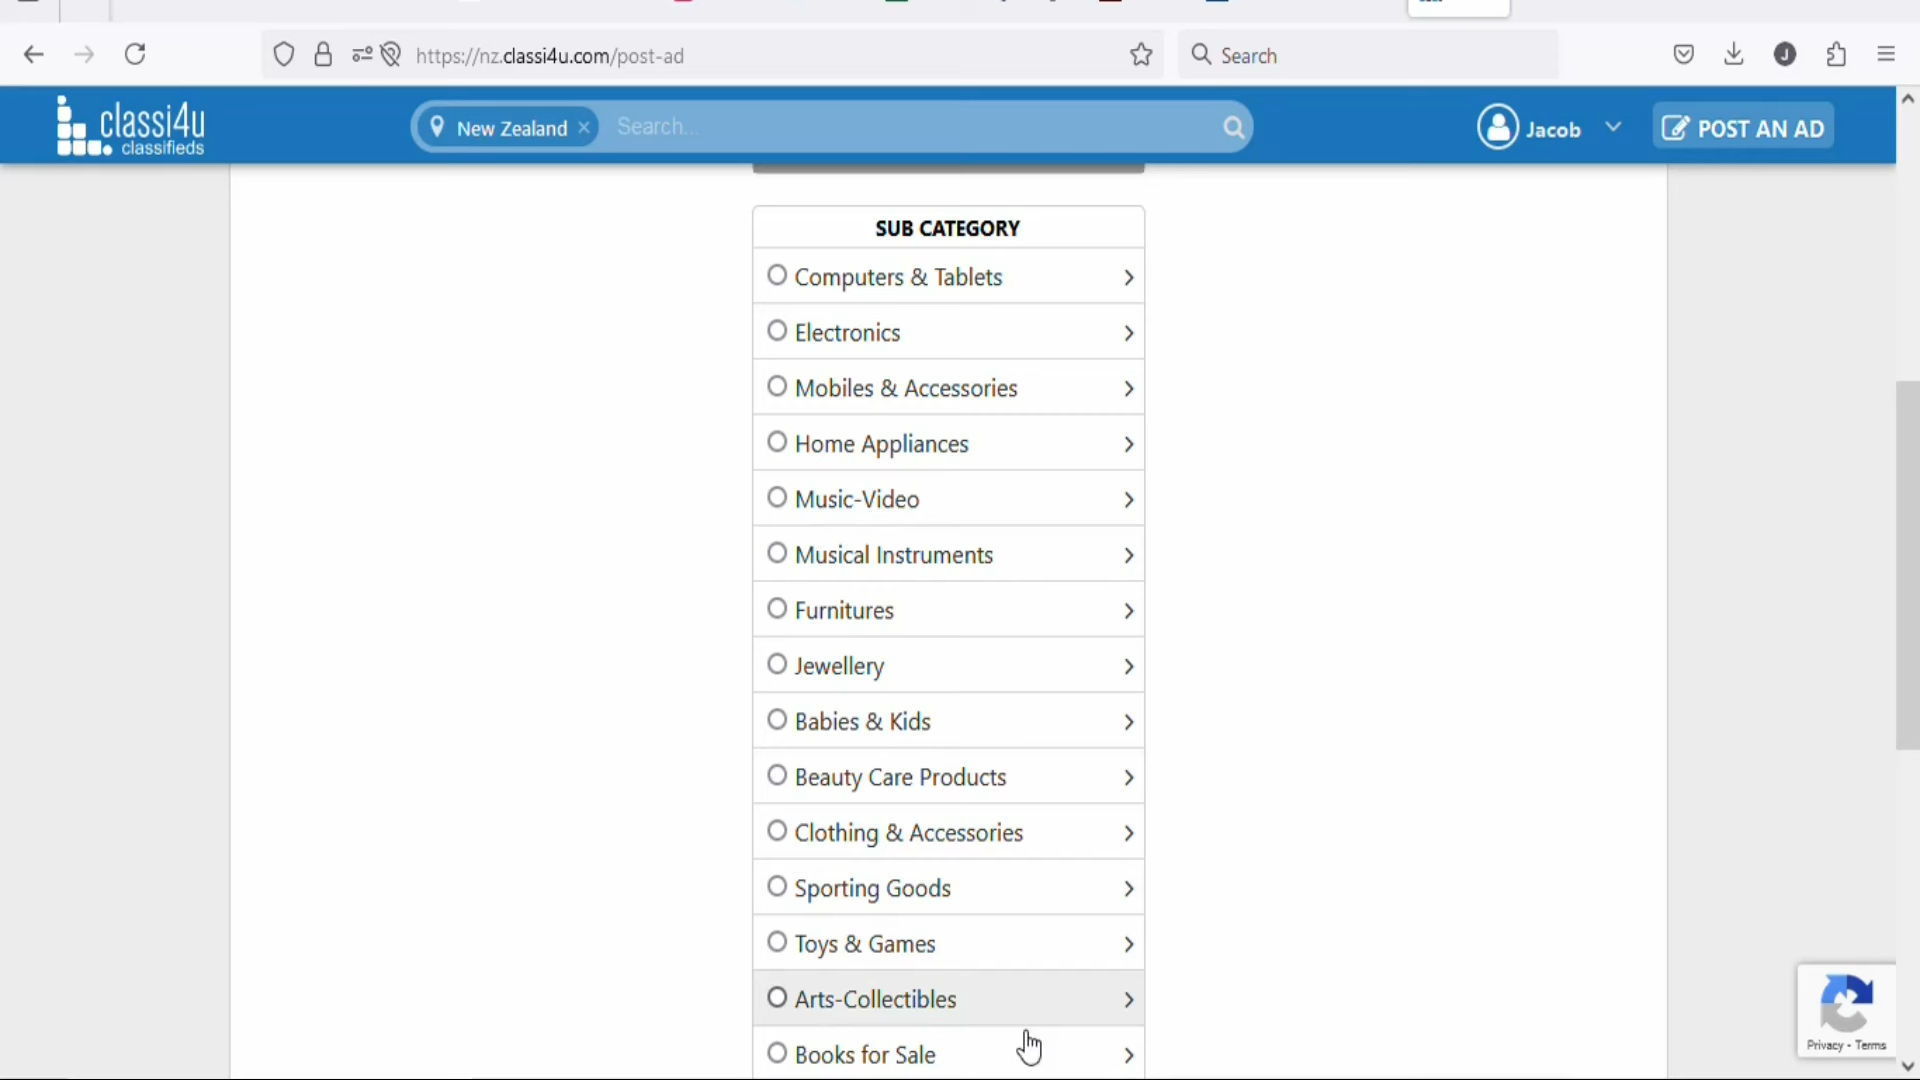 https://nz.classi4u.com/post-ad
Search
J
classi4u
classifieds
New Zealand ×
Search...
Jacob
POST AN AD
SUB CATEGORY
Computers & Tablets
Electronics
Mobiles & Accessories
Home Appliances
Music-Video
Musical Instruments
Furnitures
Jewellery
Babies & Kids
Beauty Care Products
Clothing & Accessories
Sporting Goods
Toys & Games
Arts-Collectibles
Books for Sale
Privacy - Terms